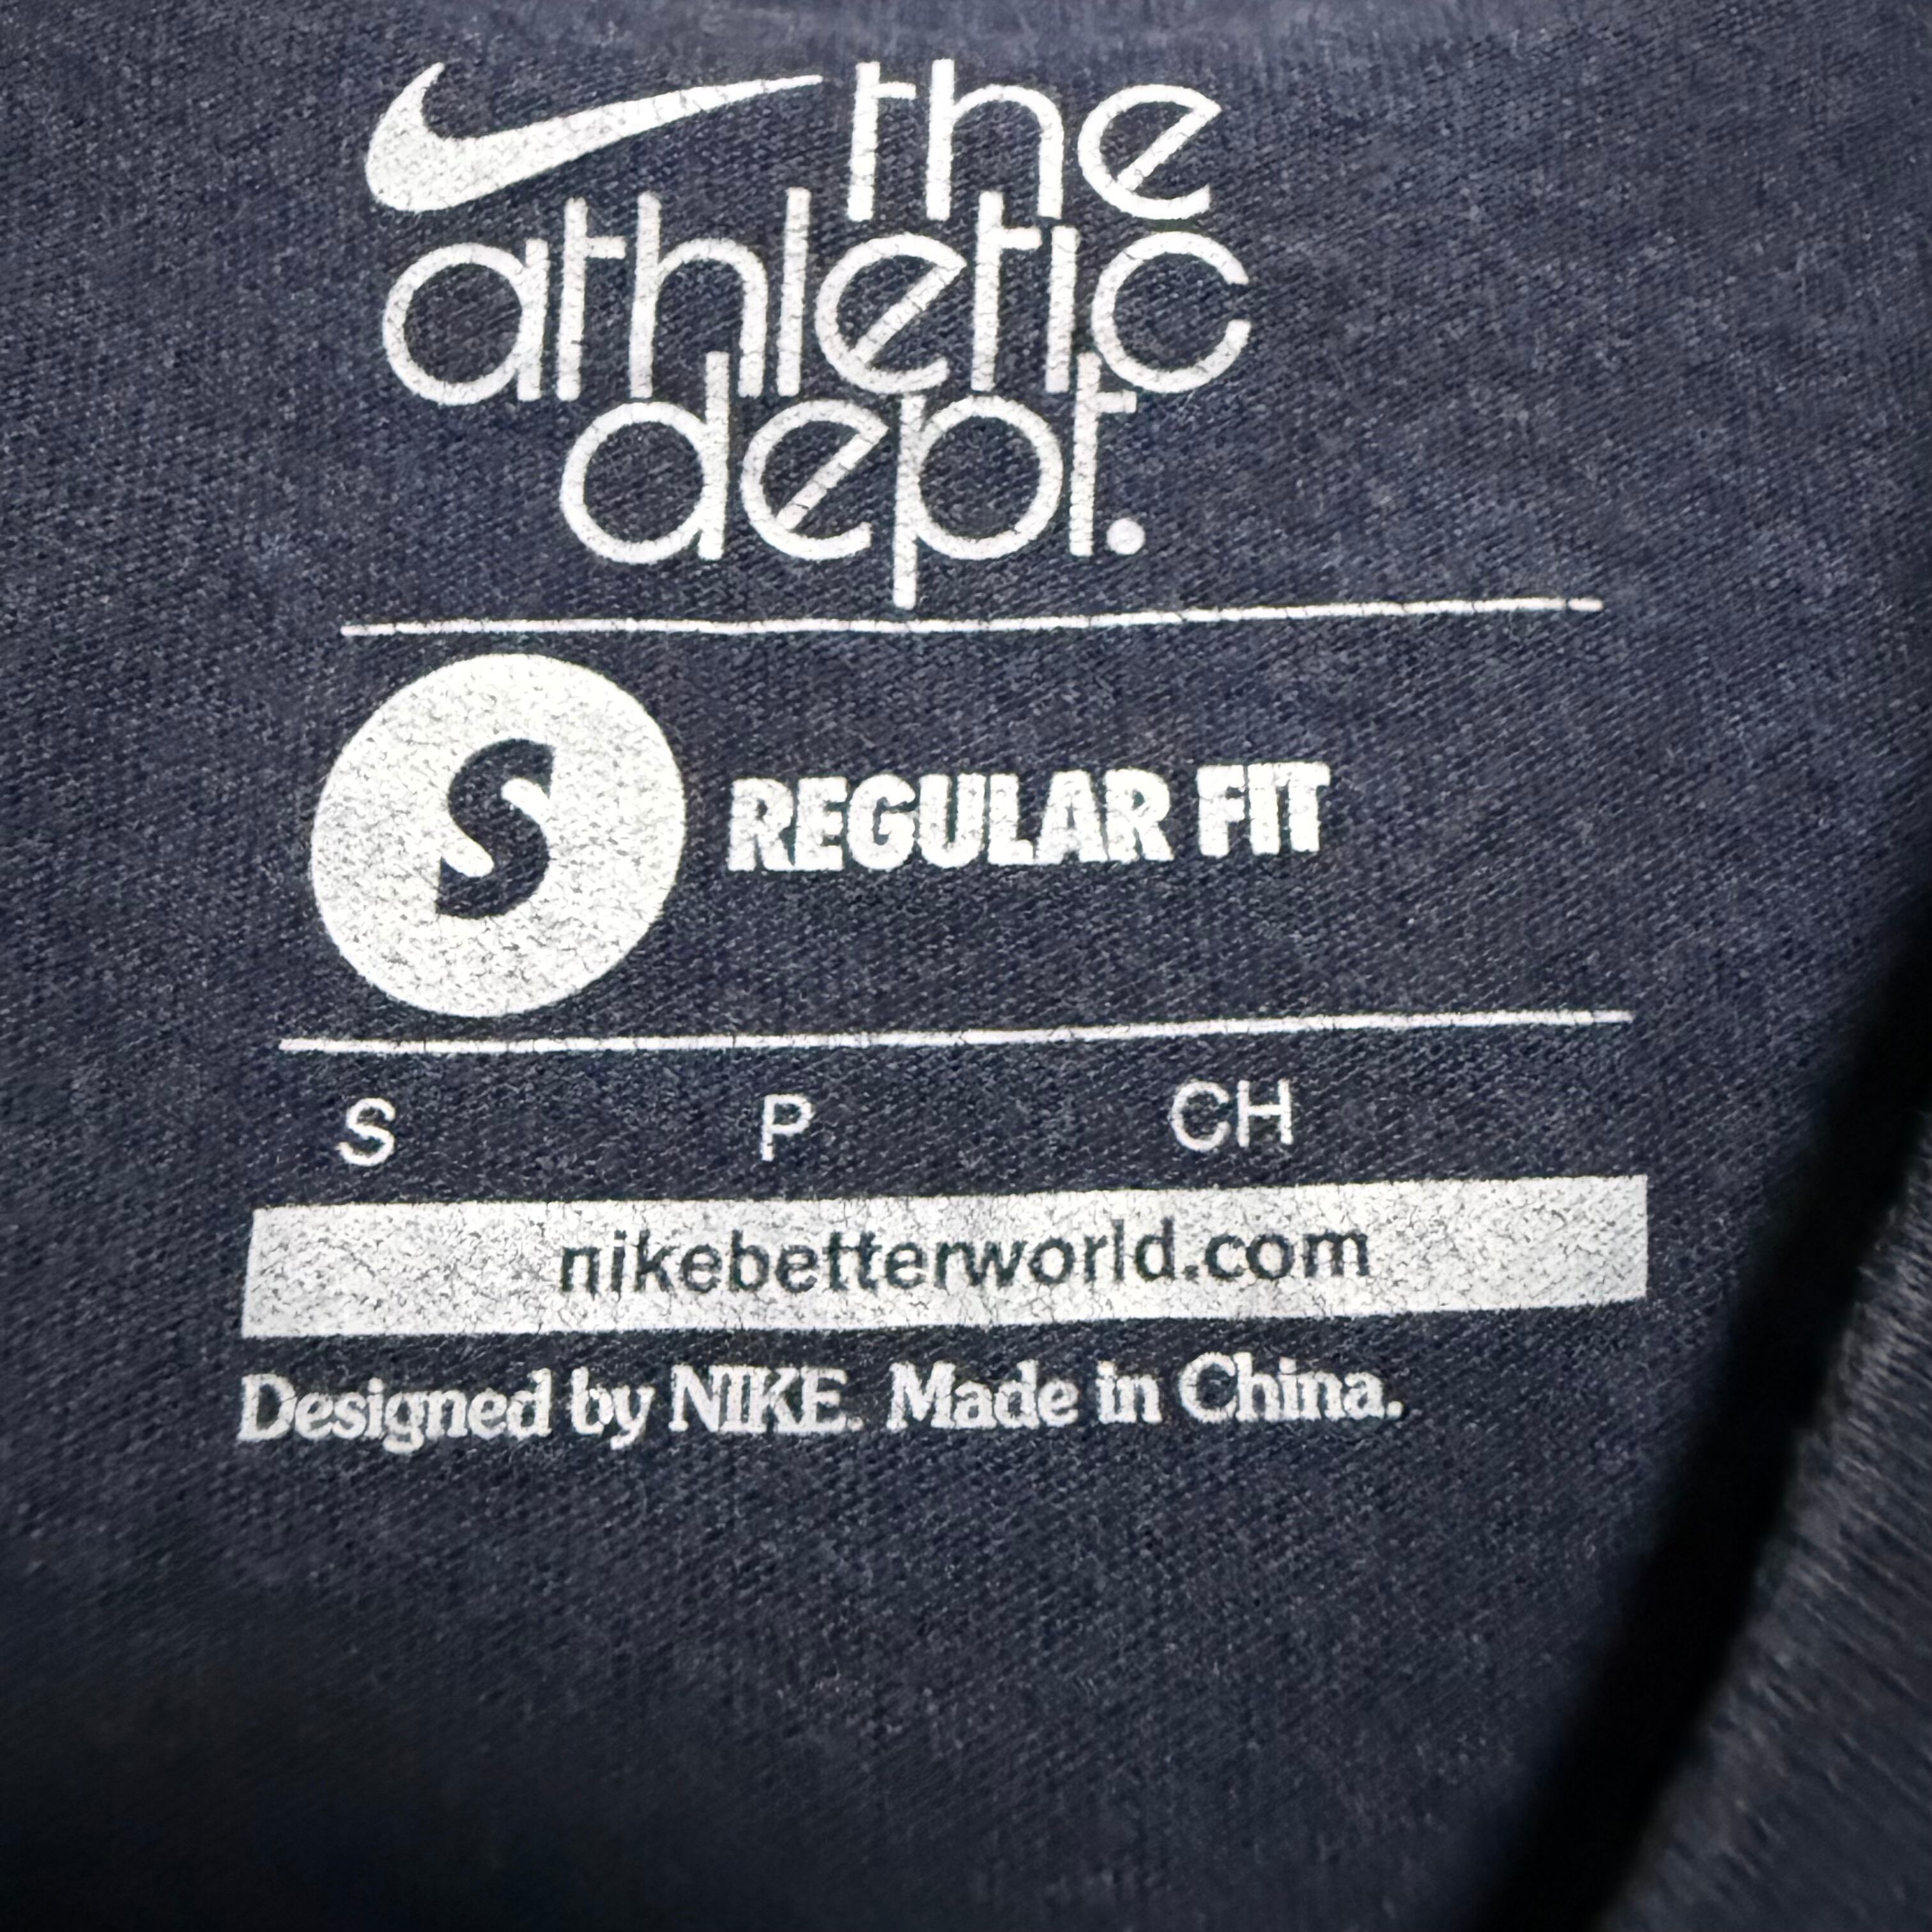 the
athletic
dept.
S REGULAR FIT
S P CH
nikebetterworld.com
Designed by NIKE. Made in China.